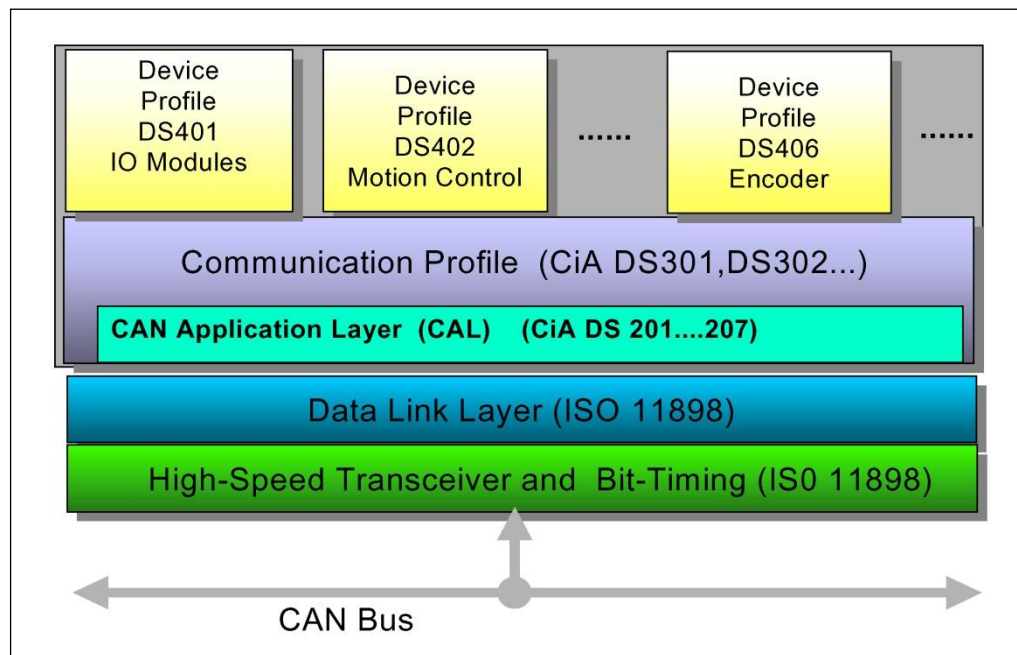 Device
Profile
DS401
IO Modules
Device
Profile
DS402
Motion Control
......
Device
Profile
DS406
Encoder
......
Communication Profile (CiA DS301,DS302...)
CAN Application Layer (CAL) (CiA DS 201....207)
Data Link Layer (ISO 11898)
High-Speed Transceiver and Bit-Timing (IS0 11898)
CAN Bus